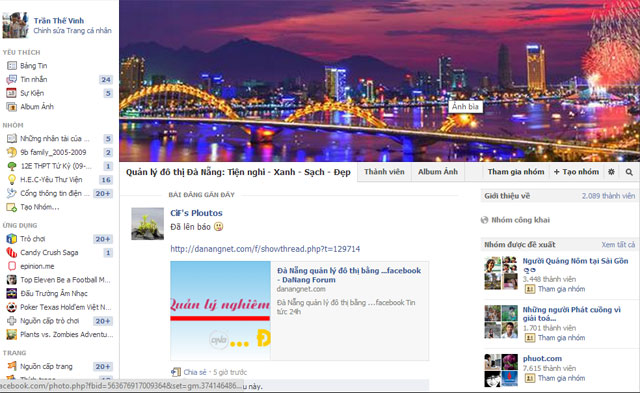 Trần Thế Vinh
Chỉnh sửa Trang cá nhân
YÊU THÍCH
Bảng Tin
Tin nhắn 24
Sự Kiện 5
Album Ảnh
NHÓM
Những nhân tài của ... 5
9b family_2005-2009 2
12E THPT Tứ Kỳ (09-... 1
H.E.C-Yêu Thư Viện 16
Cổng thông tin điện ... 20+
Tạo Nhóm...
ỨNG DỤNG
Trò chơi 20+
Candy Crush Saga 1
epinion.me
Top Eleven Be a Football M...
Đấu Trường Âm Nhạc
Poker Texas Hold'em Việt N...
Nguồn cấp trò chơi 20+
Plants vs. Zombies Adventu...
TRANG
Nguồn cấp trang 20+
20+
acebook.com/photo.php?fbid=563676917009364&set=gm.374146486...
Ảnh bìa
Quản lý đô thị Đà Nẵng: Tiện nghi - Xanh - Sạch - Đẹp
Thành viên
Album Ảnh
Tham gia nhóm
+ Tạo nhóm
BÀI ĐĂNG GẦN ĐÂY
CiF's Ploutos
Đã lên báo
http://danangnet.com/f/showthread.php?t=129714
Quản lý nghiêm
... Đ
Đà Nẵng quản lý đô thị bằng ...facebook
- DaNang Forum
danangnet.com
Đà Nẵng quản lý đô thị bằng ...facebook Tin
tức 24h
Chia sẻ · 5 giờ trước
này.
Giới thiệu về 2.089 thành viên
Nhóm công khai
Nhóm được đề xuất Xem tất cả
Người Quảng Nôm tại Sài Gòn
3.448 thành viên
Tham gia nhóm
Những người Phát cuồng vì
giải toá...
1.701 thành viên
Tham gia nhóm
phuot.com
7.615 thành viên
Tham gia nhóm